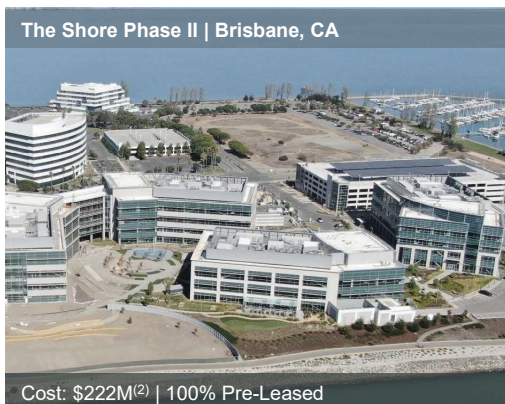 The Shore Phase II | Brisbane, CA
Cost: $222M(2) | 100% Pre-Leased